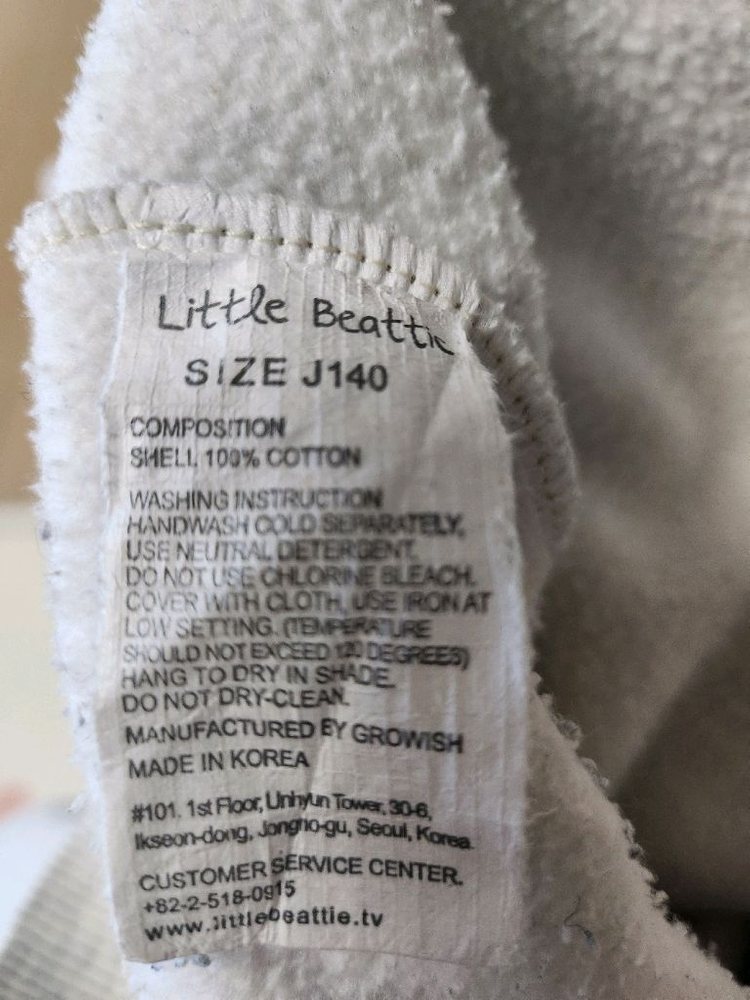 Little Beattie
SIZE J140
COMPOSITION
SHELL 100% COTTON
WASHING INSTRUCTION
HANDWASH COLD SEPARATELY,
USE NEUTRAL DETERGENT.
DO NOT USE CHLORINE BLEACH.
COVER WITH CLOTH, USE IRON AT
LOW SETTING. (TEMPERATURE
SHOULD NOT EXCEED 120 DEGREES)
HANG TO DRY IN SHADE.
DO NOT DRY-CLEAN.
MANUFACTURED BY GROWISH
MADE IN KOREA
#101. 1st Floor, Unhyun Tower, 30-6,
Ikseon-dong, Jongno-gu, Seoul, Korea
CUSTOMER SERVICE CENTER.
+82-2-518-0915
www.littlebeattie.tv